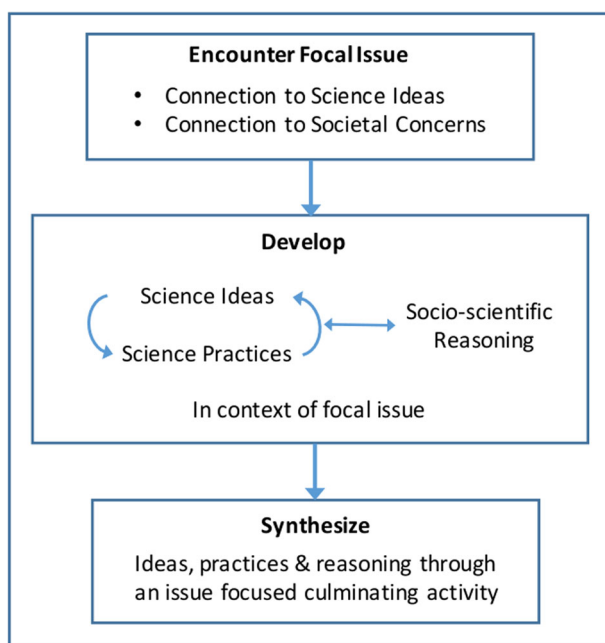 Encounter Focal Issue
• Connection to Science Ideas
• Connection to Societal Concerns
Develop
Science Ideas
Science Practices
Socio-scientific
Reasoning
In context of focal issue
Synthesize
Ideas, practices & reasoning through
an issue focused culminating activity